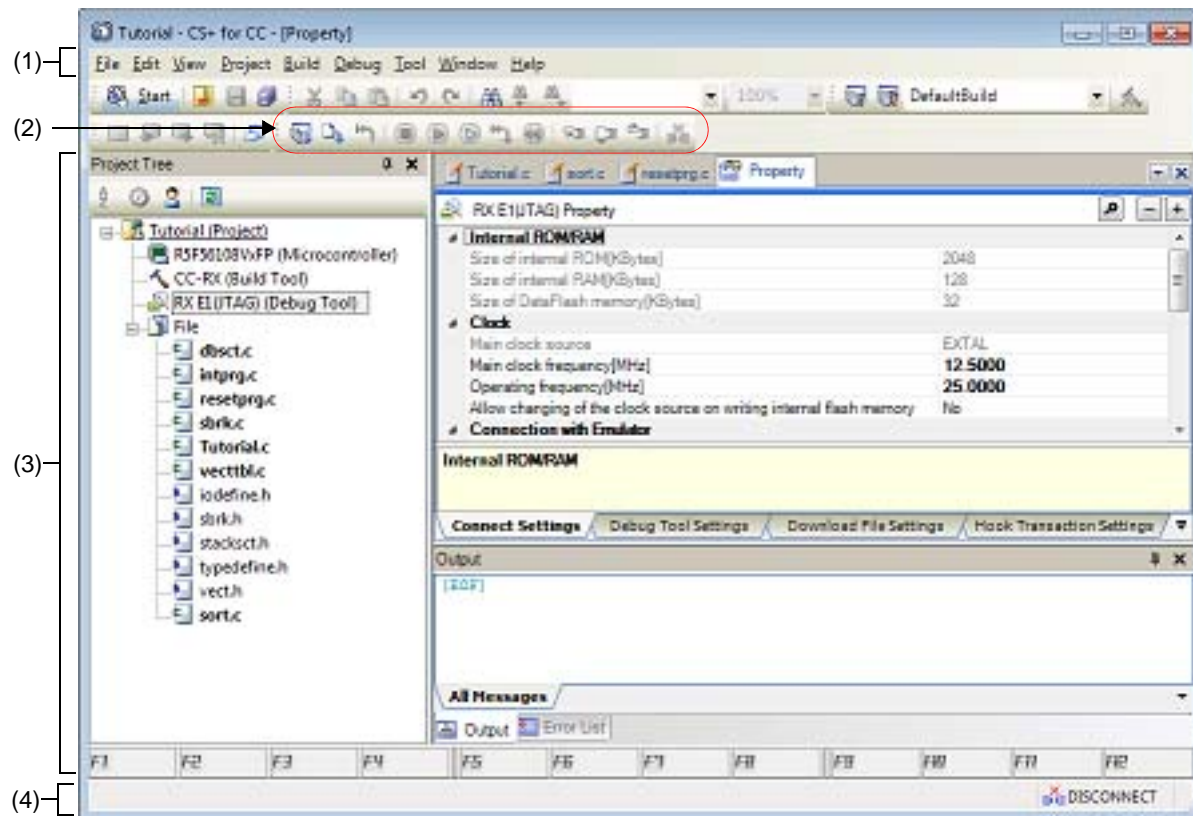 Tutorial - CS+ for CC - [Property]
(1)
File Edit View Project Build Debug Tool Window Help
Start 100% DefaultBuild
(2)
(3)
Project Tree
Tutorial (Project)
R5F56108VxFP (Microcontroller)
CC-RX (Build Tool)
RX E1(JTAG) (Debug Tool)
File
dbsct.c
intprg.c
resetprg.c
sbrk.c
Tutorial.c
vecttbl.c
iodefine.h
sbrk.h
stacksct.h
typedefine.h
vect.h
sort.c
Tutorial.c sort.c resetprg.c Property
RX E1(JTAG) Property
Internal ROM/RAM
Size of internal ROM[KBytes] 2048
Size of internal RAM[KBytes] 128
Size of DataFlash memory[KBytes] 32
Clock
Main clock source EXTAL
Main clock frequency[MHz] 12.5000
Operating frequency[MHz] 25.0000
Allow changing of the clock source on writing internal flash memory No
Connection with Emulator
Internal ROM/RAM
Connect Settings Debug Tool Settings Download File Settings Hook Transaction Settings
Output
[EOF]
All Messages
Output Error List
F1 F2 F3 F4 F5 F6 F7 F8 F9 F10 F11 F12
(4)
DISCONNECT